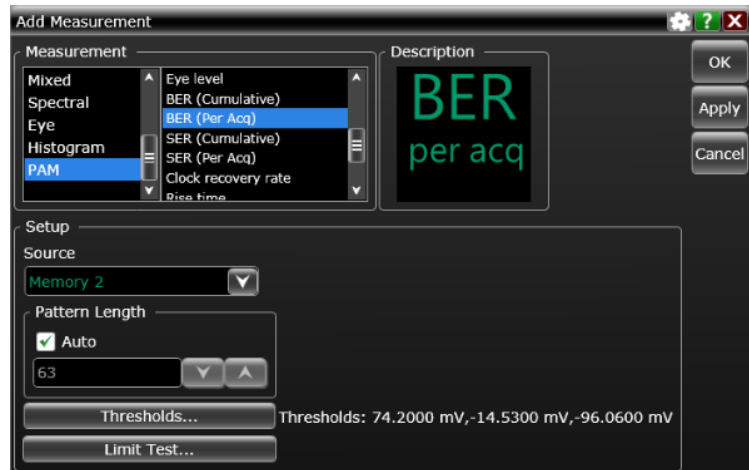 Add Measurement
?
X
Measurement
Mixed
Spectral
Eye
Histogram
PAM
Eye level
BER (Cumulative)
BER (Per Acq)
SER (Cumulative)
SER (Per Acq)
Clock recovery rate
Rise time
Description
BER
per acq
OK
Apply
Cancel
Setup
Source
Memory 2
Pattern Length
Auto
63
Thresholds...
Thresholds: 74.2000 mV,-14.5300 mV,-96.0600 mV
Limit Test...